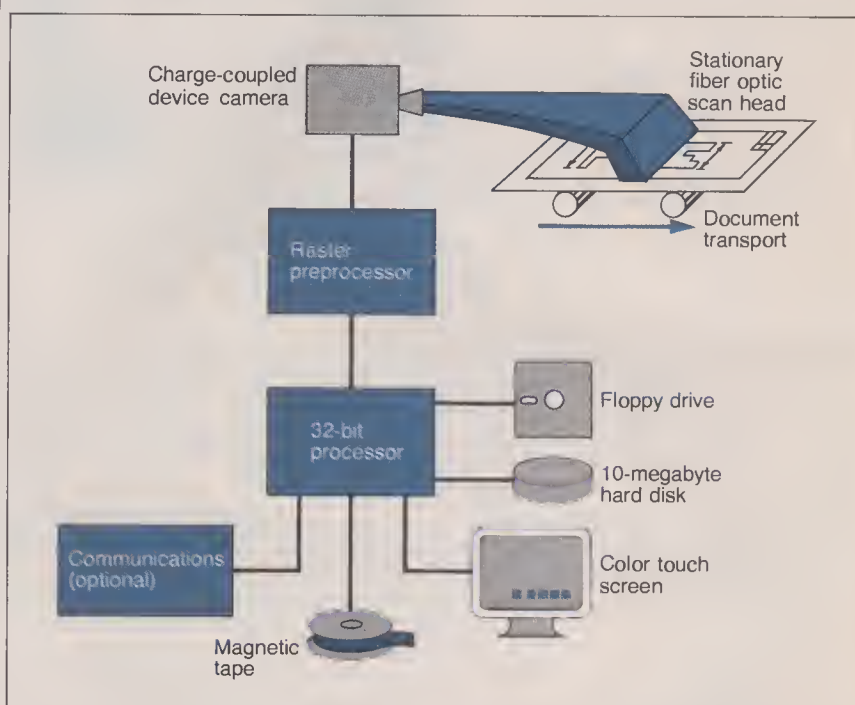 Charge-coupled
device camera
Stationary
fiber optic
scan head
Document
transport
Raster
preprocessor
32-bit
processor
Floppy drive
10-megabyte
hard disk
Communications
(optional)
Color touch
screen
Magnetic
tape